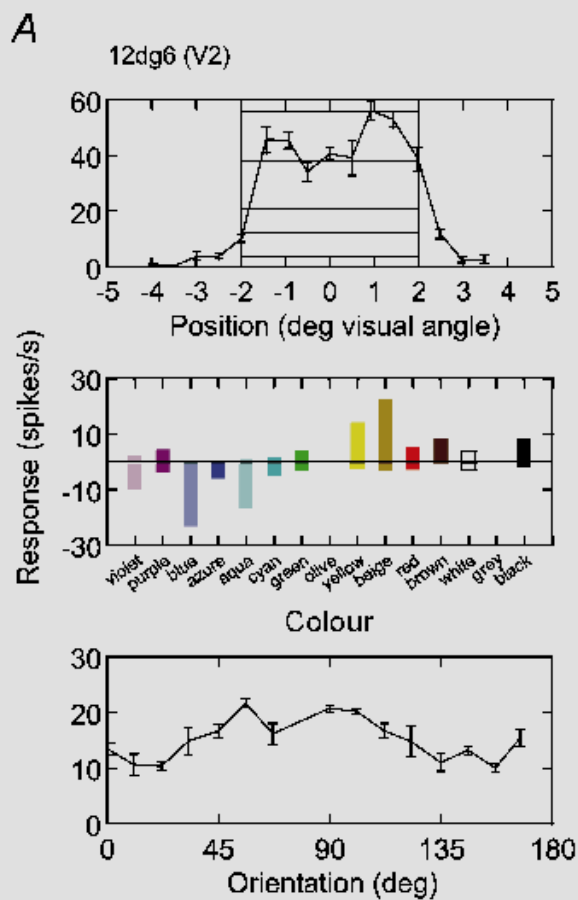 A
12dg6 (V2)
60
40
20
0
-5 -4 -3 -2 -1 0 1 2 3 4 5
Position (deg visual angle)
Response (spikes/s)
30
10
-10
-30
violet purple blue azure aqua cyan green olive yellow beige red brown white grey black
Colour
30
20
10
0
0 45 90 135 180
Orientation (deg)